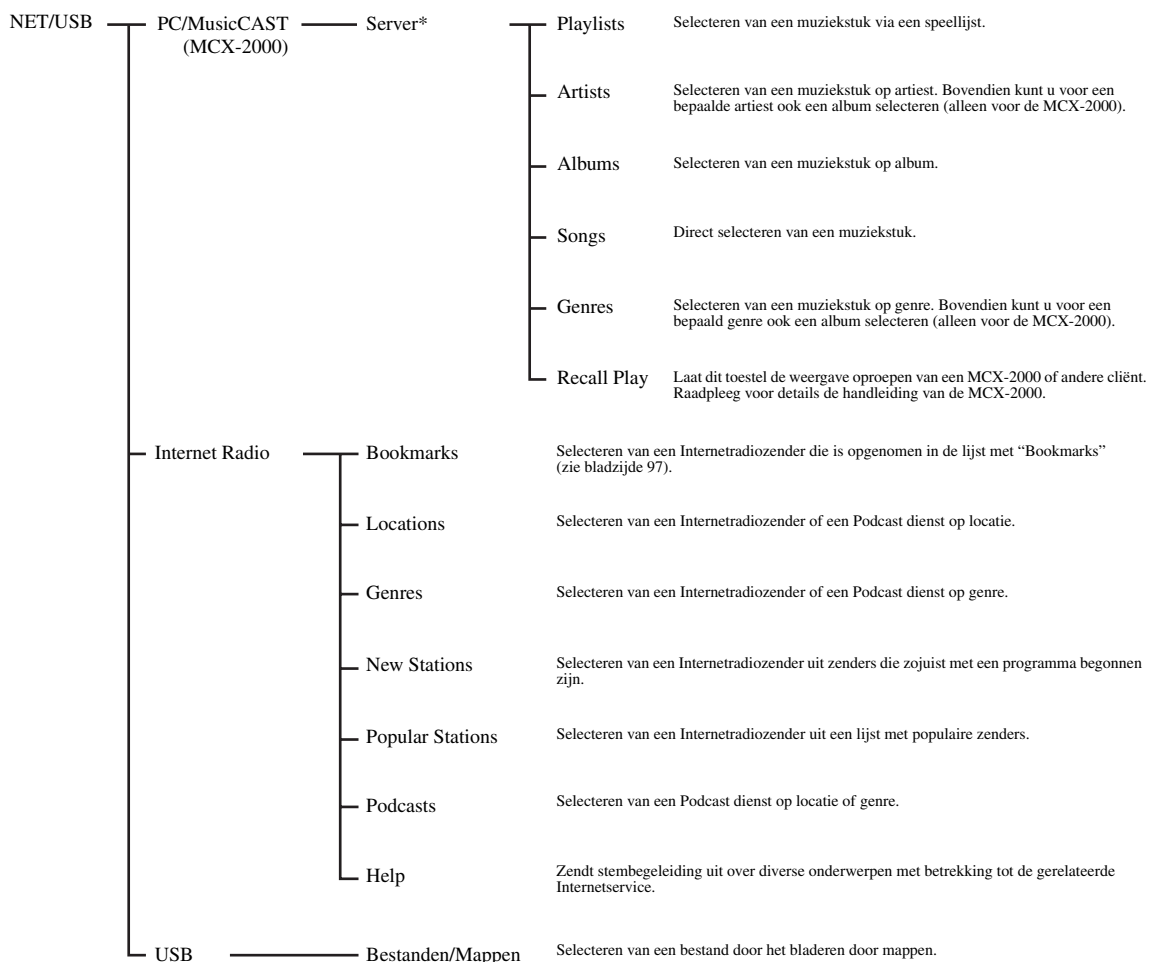 NET/USB
PC/MusicCAST
(MCX-2000)
Server*
Playlists
Selecteren van een muziekstuk via een speellijst.
Artists
Selecteren van een muziekstuk op artiest. Bovendien kunt u voor een
bepaalde artiest ook een album selecteren (alleen voor de MCX-2000).
Albums
Selecteren van een muziekstuk op album.
Songs
Direct selecteren van een muziekstuk.
Genres
Selecteren van een muziekstuk op genre. Bovendien kunt u voor een
bepaald genre ook een album selecteren (alleen voor de MCX-2000).
Recall Play
Laat dit toestel de weergave oproepen van een MCX-2000 of andere cliënt.
Raadpleeg voor details de handleiding van de MCX-2000.
Internet Radio
Bookmarks
Selecteren van een Internetradiozender die is opgenomen in de lijst met “Bookmarks”
(zie bladzijde 97).
Locations
Selecteren van een Internetradiozender of een Podcast dienst op locatie.
Genres
Selecteren van een Internetradiozender of een Podcast dienst op genre.
New Stations
Selecteren van een Internetradiozender uit zenders die zojuist met een programma begonnen
zijn.
Popular Stations
Selecteren van een Internetradiozender uit een lijst met populaire zenders.
Podcasts
Selecteren van een Podcast dienst op locatie of genre.
Help
Zendt stembegeleiding uit over diverse onderwerpen met betrekking tot de gerelateerde
Internetservice.
USB
Bestanden/Mappen
Selecteren van een bestand door het bladeren door mappen.